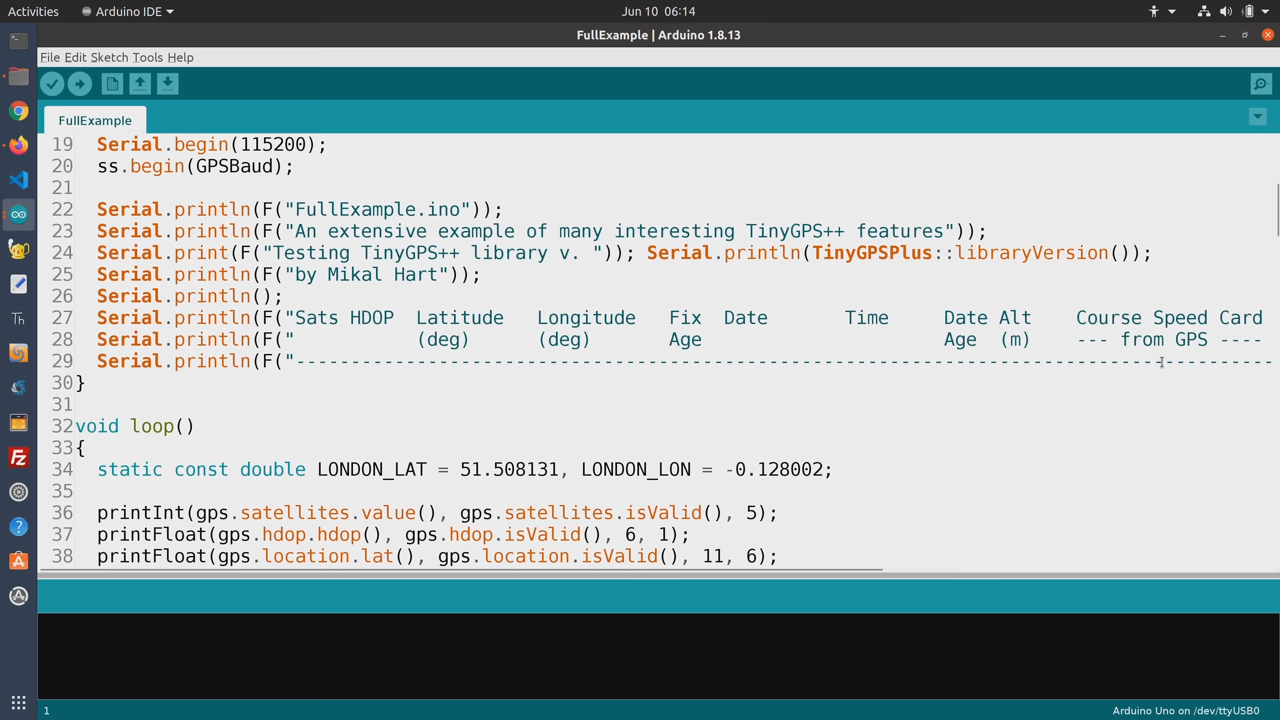 Activities Arduino IDE Jun 10 06:14
FullExample | Arduino 1.8.13
File Edit Sketch Tools Help
FullExample
19 Serial.begin(115200);
20 ss.begin(GPSBaud);
21
22 Serial.println(F("FullExample.ino"));
23 Serial.println(F("An extensive example of many interesting TinyGPS++ features"));
24 Serial.print(F("Testing TinyGPS++ library v. ")); Serial.println(TinyGPSPlus::libraryVersion());
25 Serial.println(F("by Mikal Hart"));
26 Serial.println();
27 Serial.println(F("Sats HDOP  Latitude   Longitude   Fix  Date       Time     Date Alt    Course Speed Card
28 Serial.println(F("           (deg)      (deg)       Age                      Age  (m)    --- from GPS ----
29 Serial.println(F("-----------------------------------------------------------------------------------------
30 }
31
32 void loop()
33 {
34 static const double LONDON_LAT = 51.508131, LONDON_LON = -0.128002;
35
36 printInt(gps.satellites.value(), gps.satellites.isValid(), 5);
37 printFloat(gps.hdop.hdop(), gps.hdop.isValid(), 6, 1);
38 printFloat(gps.location.lat(), gps.location.isValid(), 11, 6);
Th
Fz
1 Arduino Uno on /dev/ttyUSB0